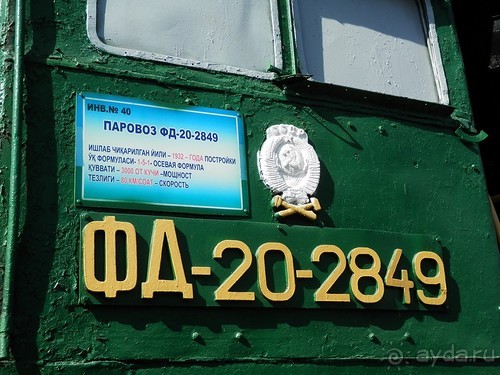 ИНВ.№ 40
ПАРОВОЗ ФД-20-2849
ИШЛАБ ЧИҚАРИЛГАН ЙИЛИ – 1932 – ГОДА ПОСТРОЙКИ
ЎҚ ФОРМУЛАСИ- 1-5-1- ОСЕВАЯ ФОРМУЛА
ҚУВВАТИ – 3000 ОТ КУЧИ –МОЩНОСТ
ТЕЗЛИГИ – 80 КМ/СОАТ – СКОРОСТЬ
ФД-20-2849
© ayda.ru